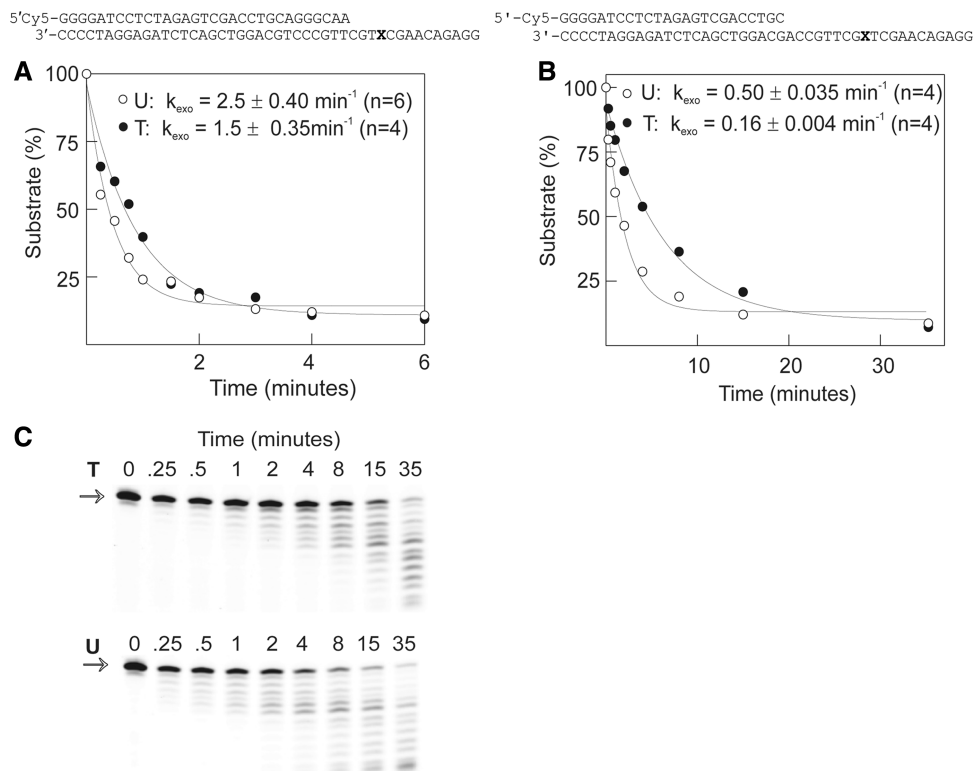 5′Cy5-GGGGATCCTCTAGAGTCGACCTGCAGGGCAA
3′-CCCCTAGGAGATCTCAGCTGGACGTCCCGTTCGTXCGAACAGAGG
5'-Cy5-GGGGATCCTCTAGAGTCGACCTGC
3'-CCCCTAGGAGATCTCAGCTGGACGACCGTTCGXTCGAACAGAGG
A
100
75
50
25
2
4
6
Substrate (%)
Time (minutes)
U: kexo = 2.5 ± 0.40 min-1 (n=6)
T: kexo = 1.5 ± 0.35min-1 (n=4)
B
100
75
50
25
10
20
30
Substrate (%)
Time (minutes)
U: kexo = 0.50 ± 0.035 min-1 (n=4)
T: kexo = 0.16 ± 0.004 min-1 (n=4)
C
Time (minutes)
T 0 .25 .5 1 2 4 8 15 35
U 0 .25 .5 1 2 4 8 15 35